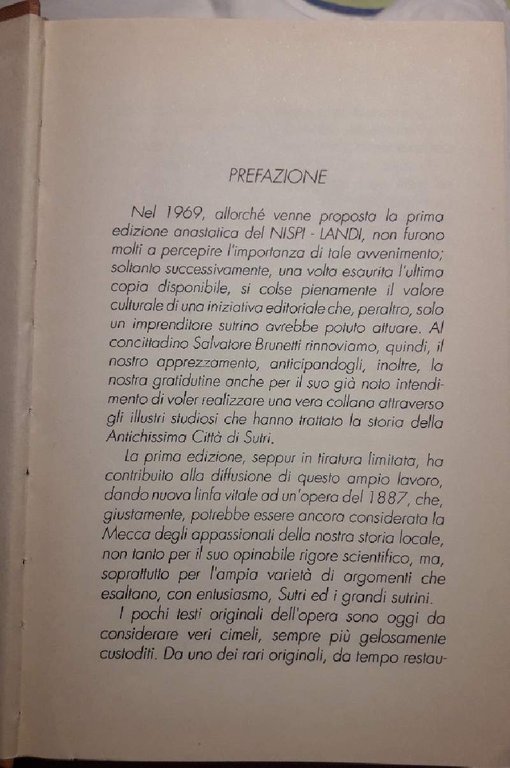 PREFAZIONE
Nel 1969, allorché venne proposta la prima
edizione anastatica del NISPI - LANDI, non furono
molti a percepire l'importanza di tale avvenimento;
soltanto successivamente, una volta esaurita l'ultima
copia disponibile, si colse pienamente il valore
culturale di una iniziativa editoriale che, peraltro, solo
un imprenditore sutrino avrebbe potuto attuare. Al
concittadino Salvatore Brunetti rinnoviamo, quindi, il
nostro apprezzamento, anticipandogli, inoltre, la
nostra gratidutine anche per il suo già noto intendi-
mento di voler realizzare una vera collana attraverso
gli illustri studiosi che hanno trattato la storia della
Antichissima Città di Sutri.
La prima edizione, seppur in tiratura limitata, ha
contribuito alla diffusione di questo ampio lavoro,
dando nuova linfa vitale ad un'opera del 1887, che,
giustamente, potrebbe essere ancora considerata la
Mecca degli appassionati della nostra storia locale,
non tanto per il suo opinabile rigore scientifico, ma,
soprattutto per l'ampia varietà di argomenti che
esaltano, con entusiasmo, Sutri ed i grandi sutrini.
I pochi testi originali dell'opera sono oggi da
considerare veri cimeli, sempre più gelosamente
custoditi. Da uno dei rari originali, da tempo restau-